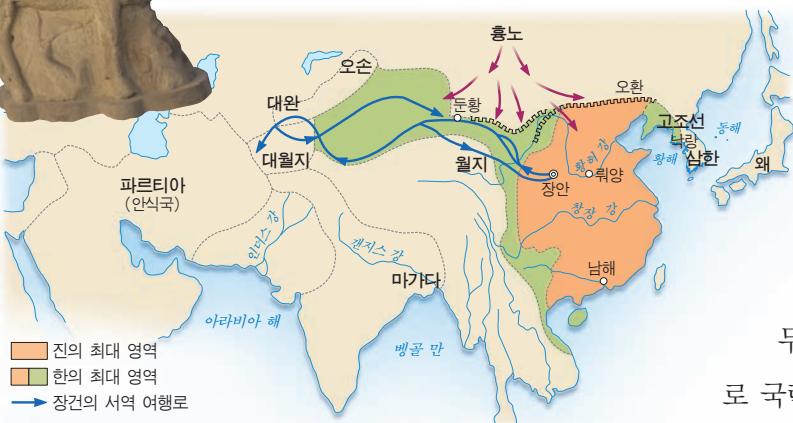 흉노
오손
오환
대완
둔황
고조선
낙랑
동해
대월지
월지
황허 강
황해
삼한
왜
파르티아
(안식국)
장안
뤄양
창장 강
인더스 강
갠지스 강
마가다
남해
아라비아 해
벵골 만
진의 최대 영역
한의 최대 영역
장건의 서역 여행로
로 국